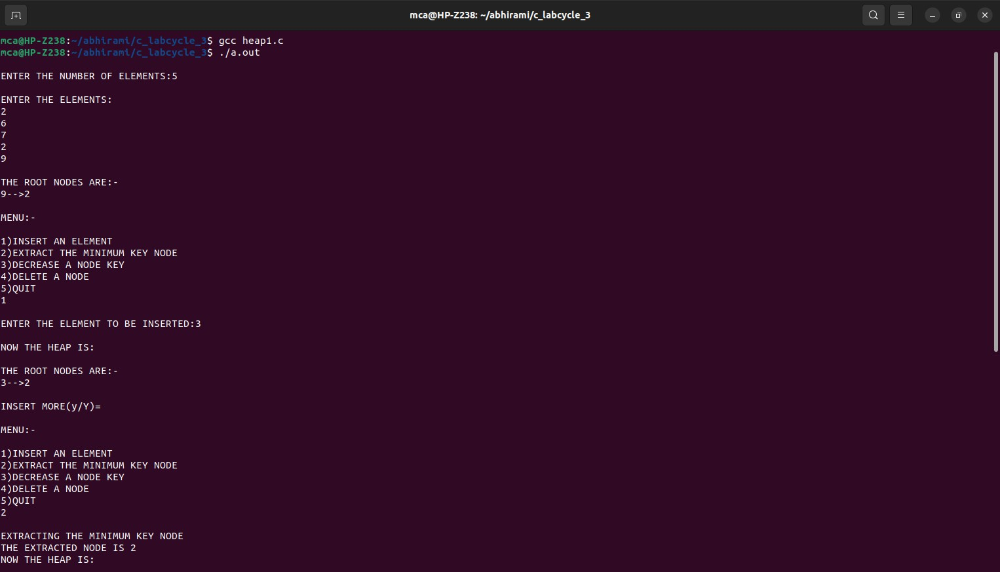 mca@HP-Z238: ~/abhirami/c_labcycle_3
mca@HP-Z238:~/abhirami/c_labcycle_3$ gcc heap1.c
mca@HP-Z238:~/abhirami/c_labcycle_3$ ./a.out
ENTER THE NUMBER OF ELEMENTS:5
ENTER THE ELEMENTS:
2
6
7
2
9
THE ROOT NODES ARE:-
9-->2
MENU:-
1)INSERT AN ELEMENT
2)EXTRACT THE MINIMUM KEY NODE
3)DECREASE A NODE KEY
4)DELETE A NODE
5)QUIT
1
ENTER THE ELEMENT TO BE INSERTED:3
NOW THE HEAP IS:
THE ROOT NODES ARE:-
3-->2
INSERT MORE(y/Y)=
MENU:-
1)INSERT AN ELEMENT
2)EXTRACT THE MINIMUM KEY NODE
3)DECREASE A NODE KEY
4)DELETE A NODE
5)QUIT
2
EXTRACTING THE MINIMUM KEY NODE
THE EXTRACTED NODE IS 2
NOW THE HEAP IS: